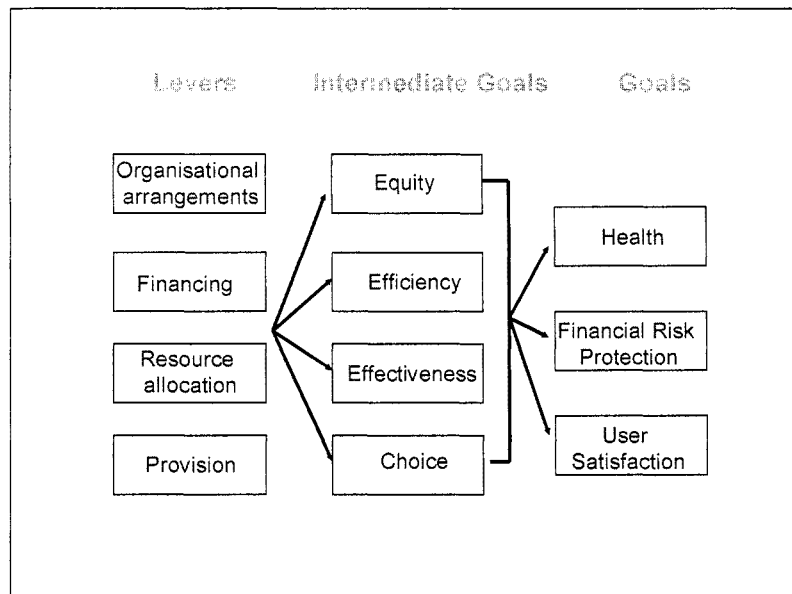 Levers
Intermediate Goals
Goals
Organisational
arrangements
Financing
Resource
allocation
Provision
Equity
Efficiency
Effectiveness
Choice
Health
Financial Risk
Protection
User
Satisfaction